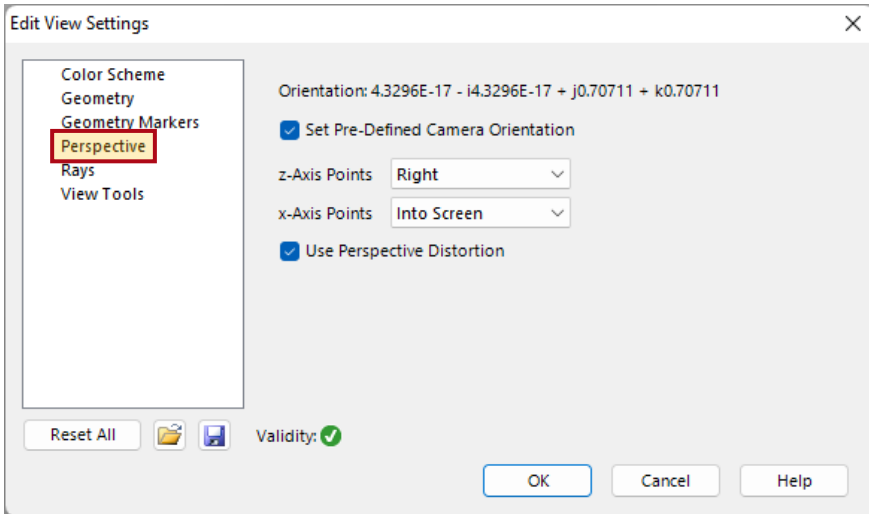 Edit View Settings
Color Scheme
Geometry
Geometry Markers
Perspective
Rays
View Tools
Orientation: 4.3296E-17 - i4.3296E-17 + j0.70711 + k0.70711
Set Pre-Defined Camera Orientation
z-Axis Points Right
x-Axis Points Into Screen
Use Perspective Distortion
Reset All Validity:
OK Cancel Help